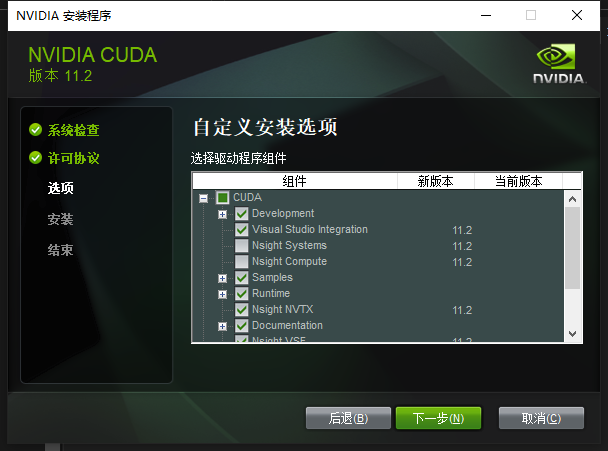 NVIDIA 安装程序
NVIDIA CUDA
版本 11.2
NVIDIA.
系统检查
许可协议
选项
安装
结束
自定义安装选项
选择驱动程序组件
组件 新版本 当前版本
CUDA
Development
Visual Studio Integration 11.2
Nsight Systems 11.2
Nsight Compute 11.2
Samples
Runtime
Nsight NVTX 11.2
Documentation
Nsight VSE 11.2
后退(B) 下一步(N) 取消(C)